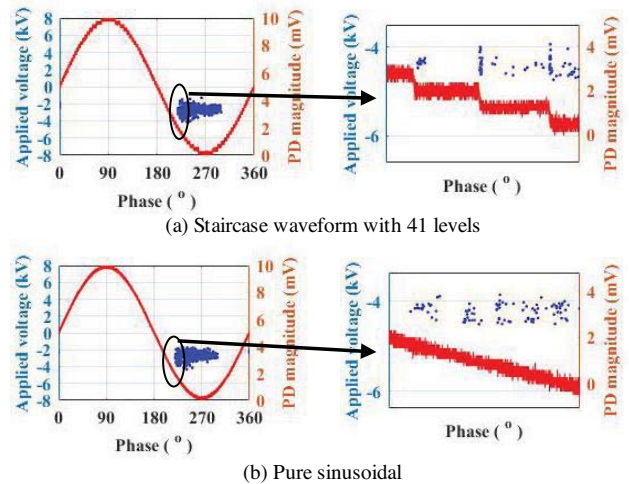 Applied voltage (kV)
8
6
4
2
0
-2
-4
-6
-8
10
8
6
4
2
0
PD magnitude (mV)
0 90 180 270 360
Phase ( o )
Applied voltage (kV)
-4
-6
4
2
0
PD magnitude (mV)
Phase ( o )
(a) Staircase waveform with 41 levels
Applied voltage (kV)
8
6
4
2
0
-2
-4
-6
-8
10
8
6
4
2
0
PD magnitude (mV)
0 90 180 270 360
Phase ( o )
Applied voltage (kV)
-4
-6
4
2
0
PD magnitude (mV)
Phase ( o )
(b) Pure sinusoidal